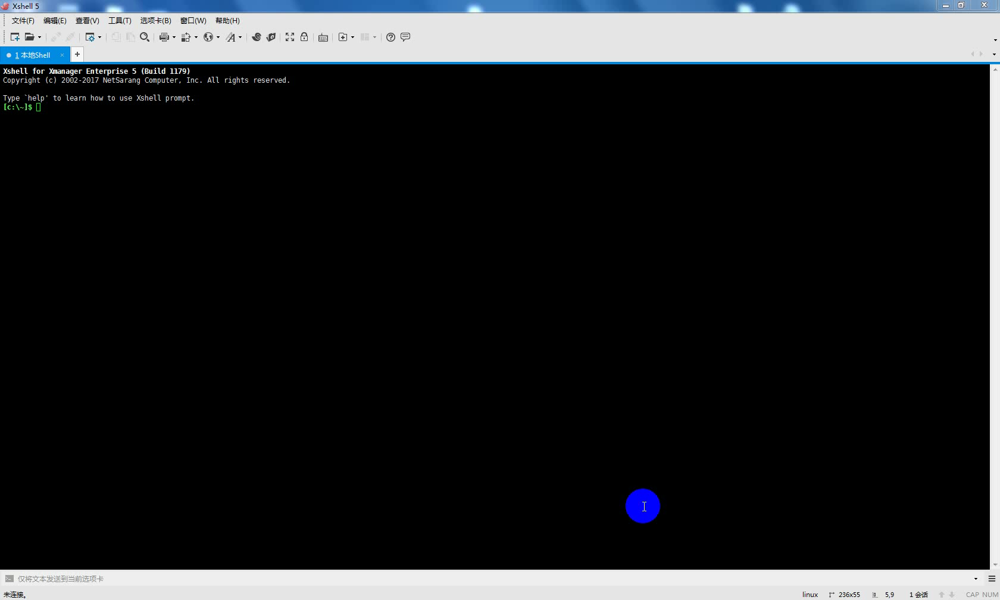 Xshell 5
文件(F) 编辑(E) 查看(V) 工具(T) 选项卡(B) 窗口(W) 帮助(H)
1 本地Shell × +
Xshell for Xmanager Enterprise 5 (Build 1179)
Copyright (c) 2002-2017 NetSarang Computer, Inc. All rights reserved.
Type `help' to learn how to use Xshell prompt.
[c:\~]$
仅将文本发送到当前选项卡
未连接。 linux 236x55 5,9 1 会话 CAP NUM